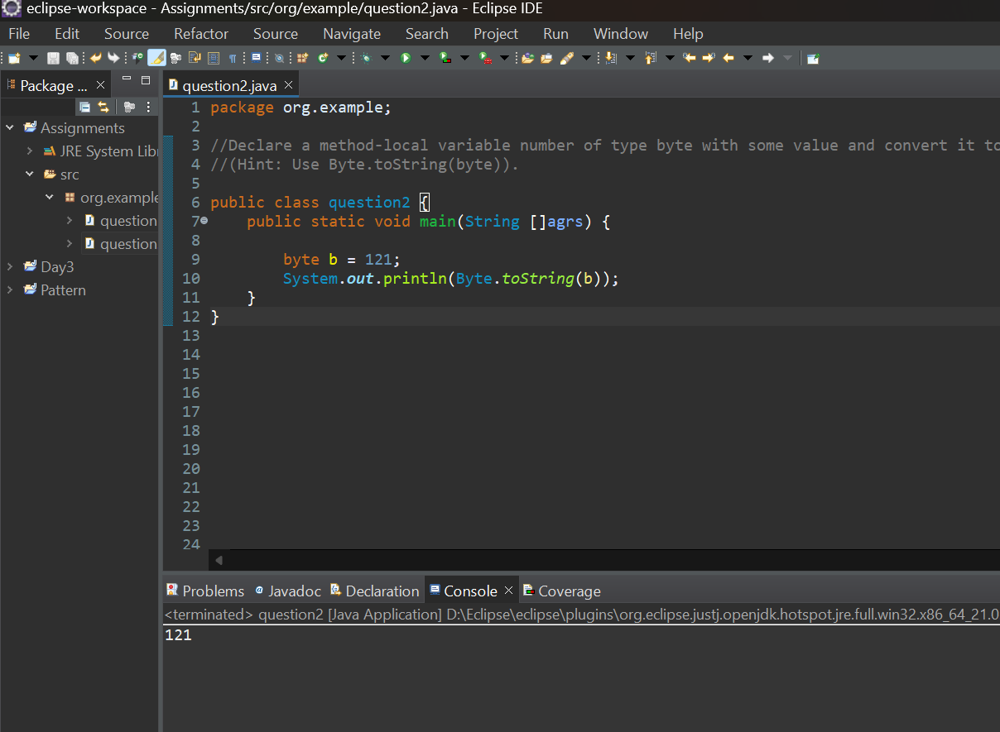 eclipse-workspace - Assignments/src/org/example/question2.java - Eclipse IDE
File Edit Source Refactor Source Navigate Search Project Run Window Help
Package ...
Assignments
JRE System Libr
src
org.example
question
question
Day3
Pattern
question2.java
1 package org.example;
2
3 //Declare a method-local variable number of type byte with some value and convert it to
4 //(Hint: Use Byte.toString(byte)).
5
6 public class question2 {
7 public static void main(String []agrs) {
8
9 byte b = 121;
10 System.out.println(Byte.toString(b));
11 }
12 }
13
14
15
16
17
18
19
20
21
22
23
24
Problems @ Javadoc Declaration Console Coverage
<terminated> question2 [Java Application] D:\Eclipse\eclipse\plugins\org.eclipse.justj.openjdk.hotspot.jre.full.win32.x86_64_21.0
121